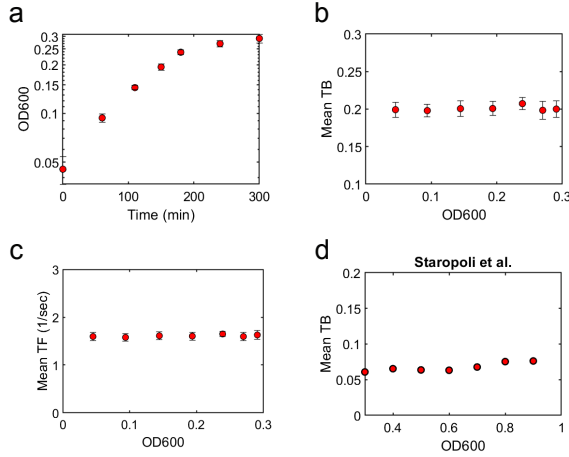 a
0.3
0.25
0.2
0.15
0.1
0.05
OD600
0 100 200 300
Time (min)
b
0.3
0.25
0.2
0.15
0.1
Mean TB
0 0.1 0.2 0.3
OD600
c
3
2
1
0
Mean TF (1/sec)
0 0.1 0.2 0.3
OD600
d
Staropoli et al.
0.2
0.15
0.1
0.05
0
Mean TB
0.4 0.6 0.8 1
OD600